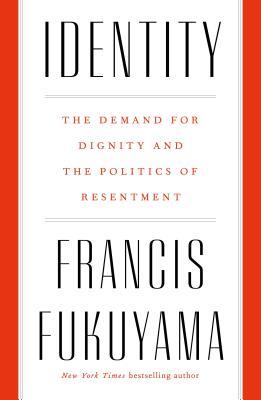 IDENTITY
THE DEMAND FOR
DIGNITY AND
THE POLITICS OF
RESENTMENT
FRANCIS
FUKUYAMA
New York Times bestselling author